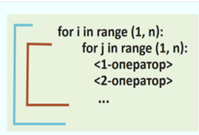 for i in range (1, n):
for j in range (1, n):
<1-оператор>
<2-оператор>
...